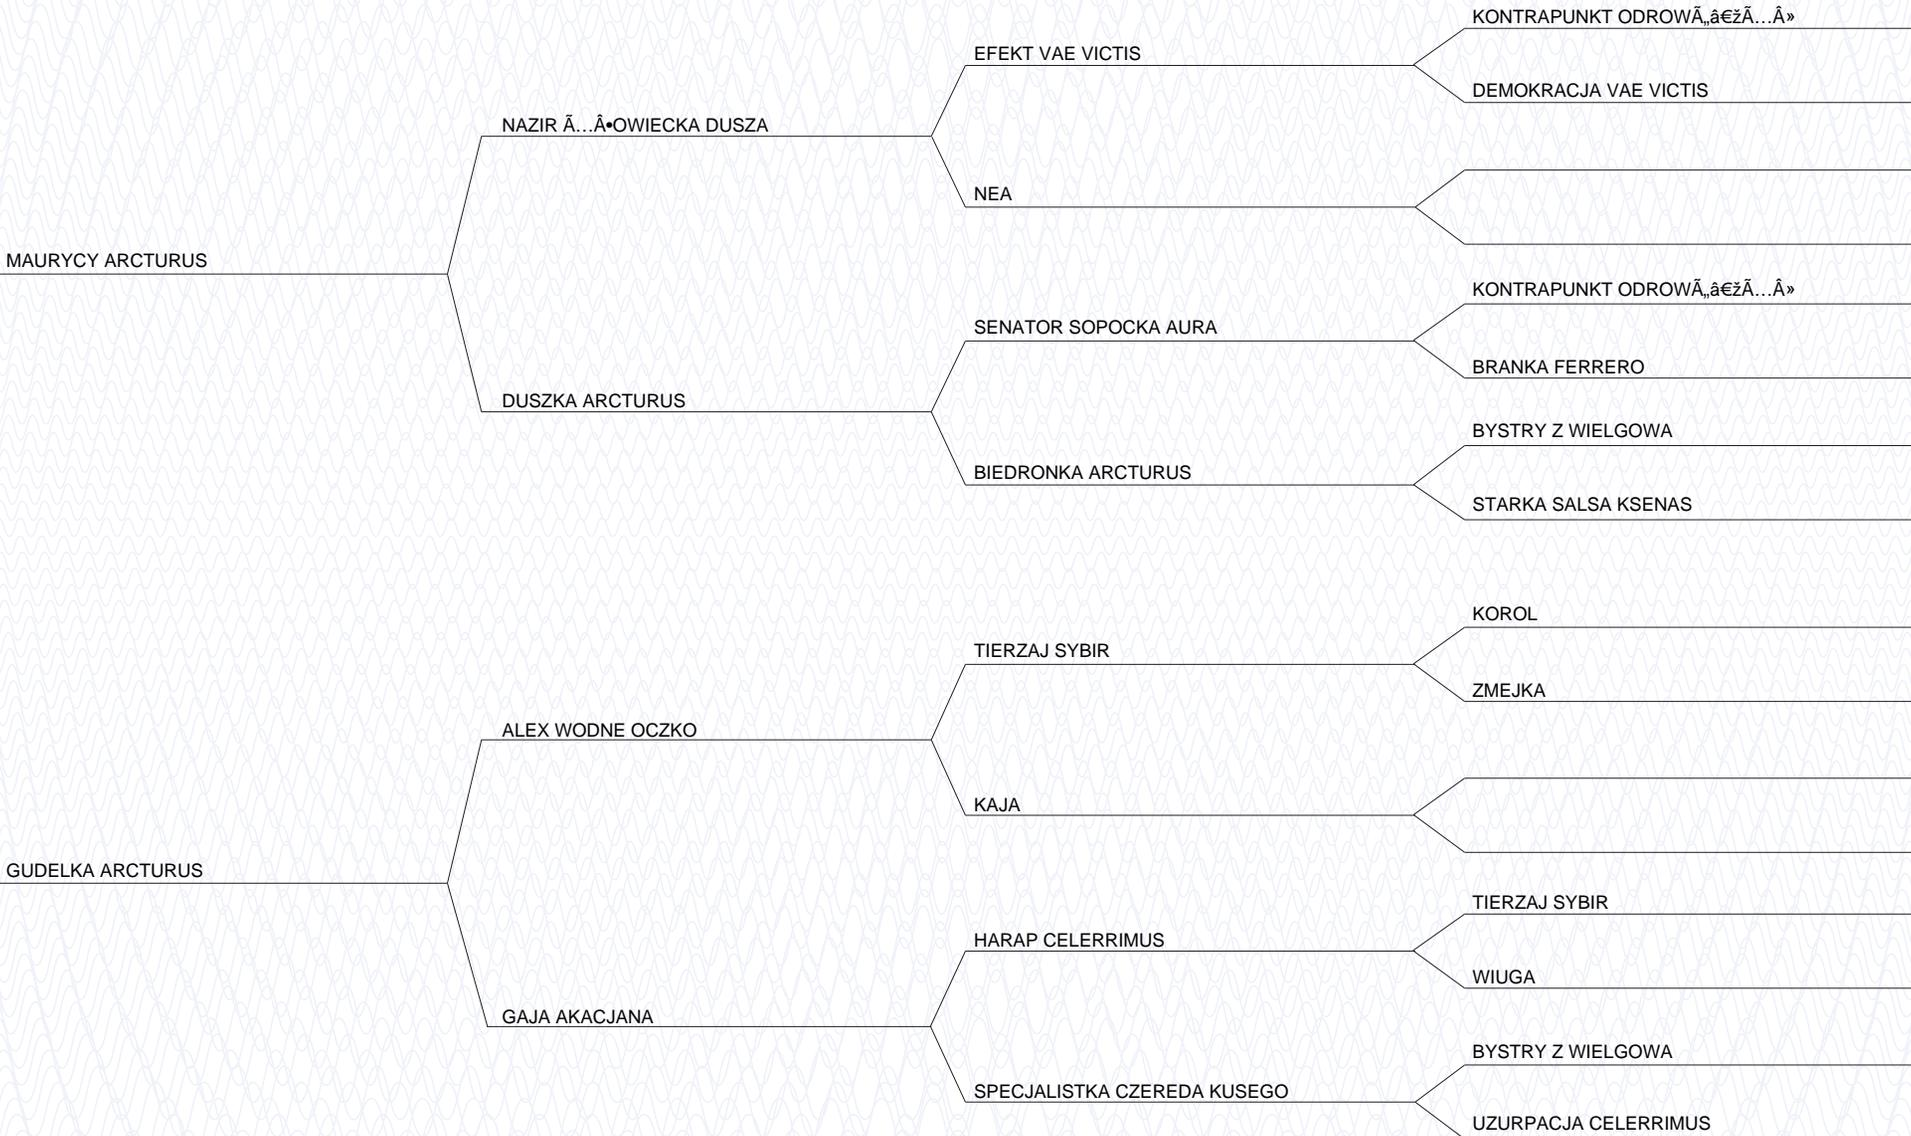 KONTRAPUNKT ODROWÃ„â€žÃ…Â»
EFEKT VAE VICTIS
DEMOKRACJA VAE VICTIS
NAZIR Ã…Â•OWIECKA DUSZA
NEA
MAURYCY ARCTURUS
KONTRAPUNKT ODROWÃ„â€žÃ…Â»
SENATOR SOPOCKA AURA
BRANKA FERRERO
DUSZKA ARCTURUS
BYSTRY Z WIELGOWA
BIEDRONKA ARCTURUS
STARKA SALSA KSENAS
KOROL
TIERZAJ SYBIR
ZMEJKA
ALEX WODNE OCZKO
KAJA
GUDELKA ARCTURUS
TIERZAJ SYBIR
HARAP CELERRIMUS
WIUGA
GAJA AKACJANA
BYSTRY Z WIELGOWA
SPECJALISTKA CZEREDA KUSEGO
UZURPACJA CELERRIMUS